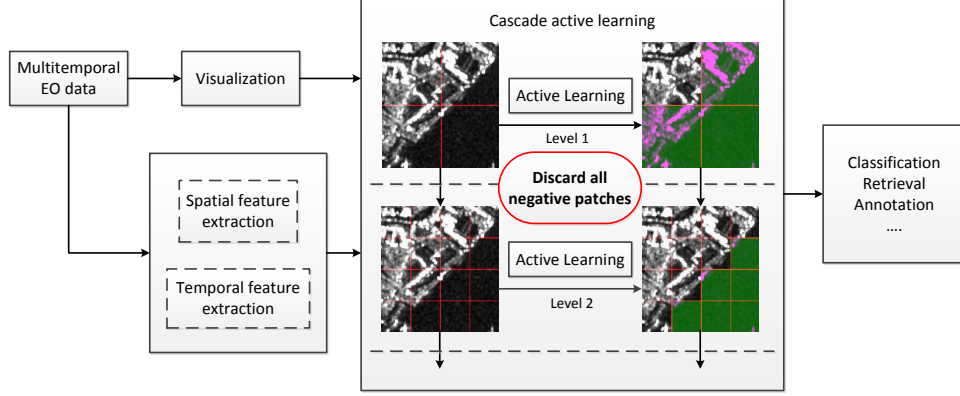 Cascade active learning
Multitemporal
EO data
Visualization
Active Learning
Level 1
Discard all
negative patches
Classification
Retrieval
Annotation
....
Spatial feature
extraction
Temporal feature
extraction
Active Learning
Level 2